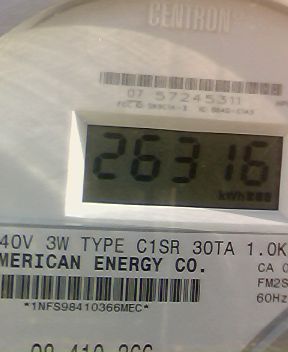 CENTRON
07 57245311
26316
kWh
40V 3W TYPE C1SR 30TA 1.0K
MERICAN ENERGY CO.
CA 0
FM2S
60Hz
*1NFS98410366MEC*